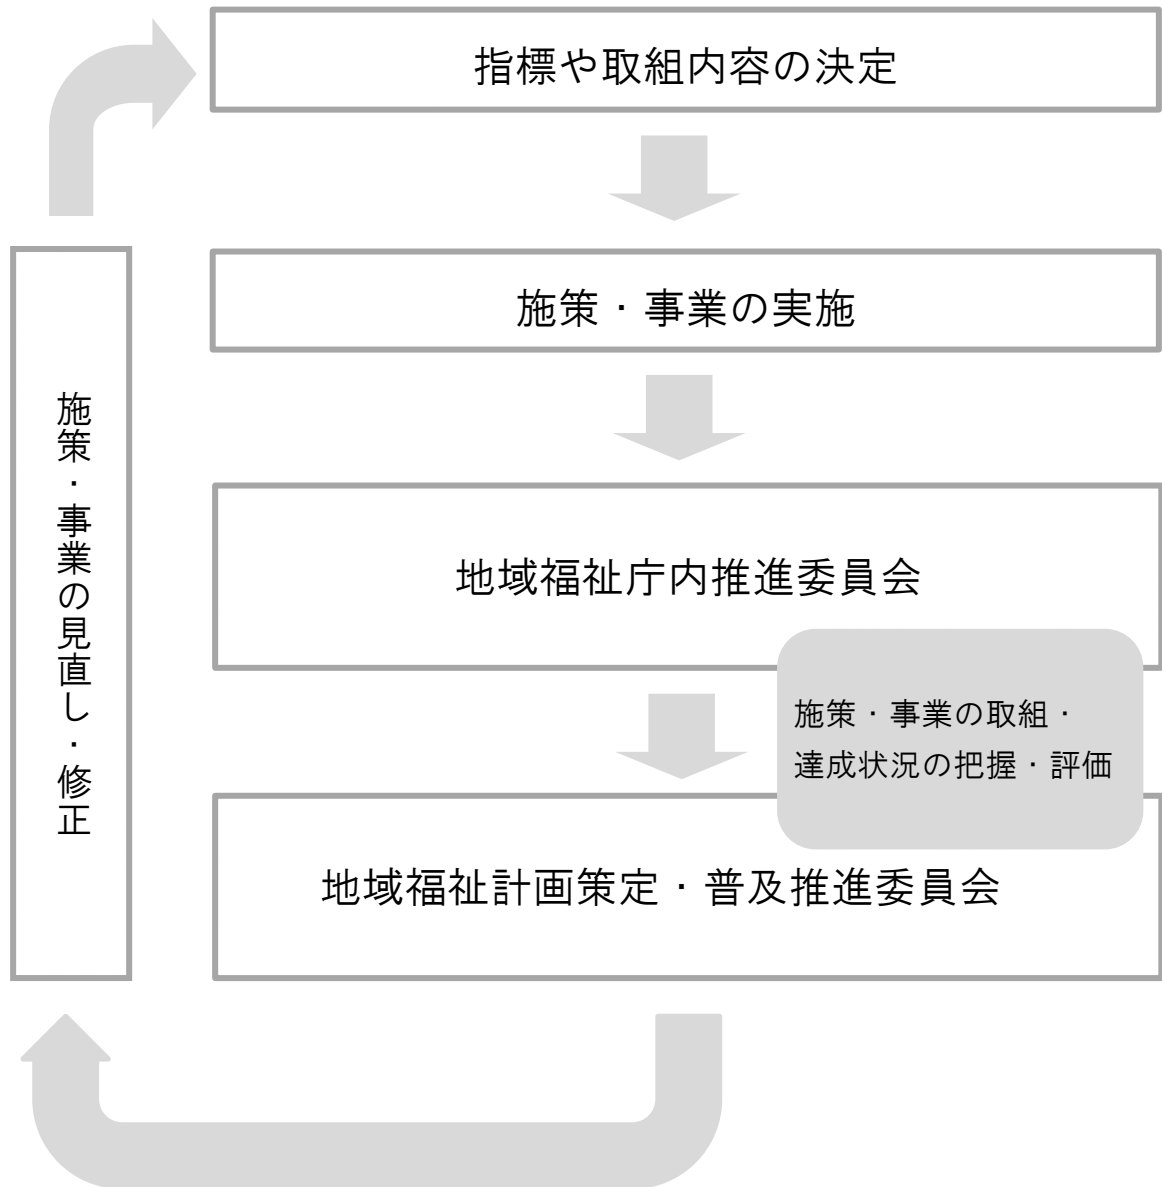 指標や取組内容の決定
施策・事業の実施
施策・事業の見直し・修正
地域福祉庁内推進委員会
施策・事業の取組・
達成状況の把握・評価
地域福祉計画策定・普及推進委員会